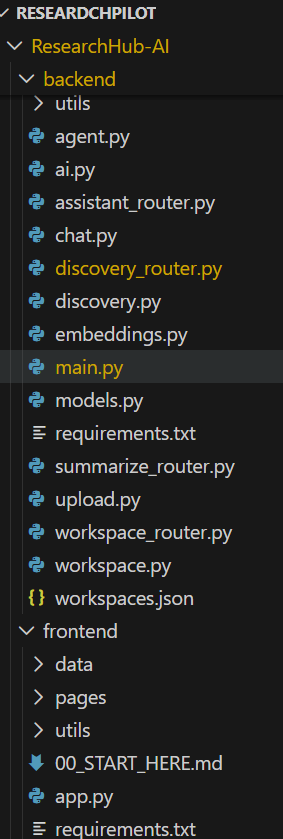 RESEARDCHPILOT
ResearchHub-AI
backend
utils
agent.py
ai.py
assistant_router.py
chat.py
discovery_router.py
discovery.py
embeddings.py
main.py
models.py
requirements.txt
summarize_router.py
upload.py
workspace_router.py
workspace.py
workspaces.json
frontend
data
pages
utils
00_START_HERE.md
app.py
requirements.txt